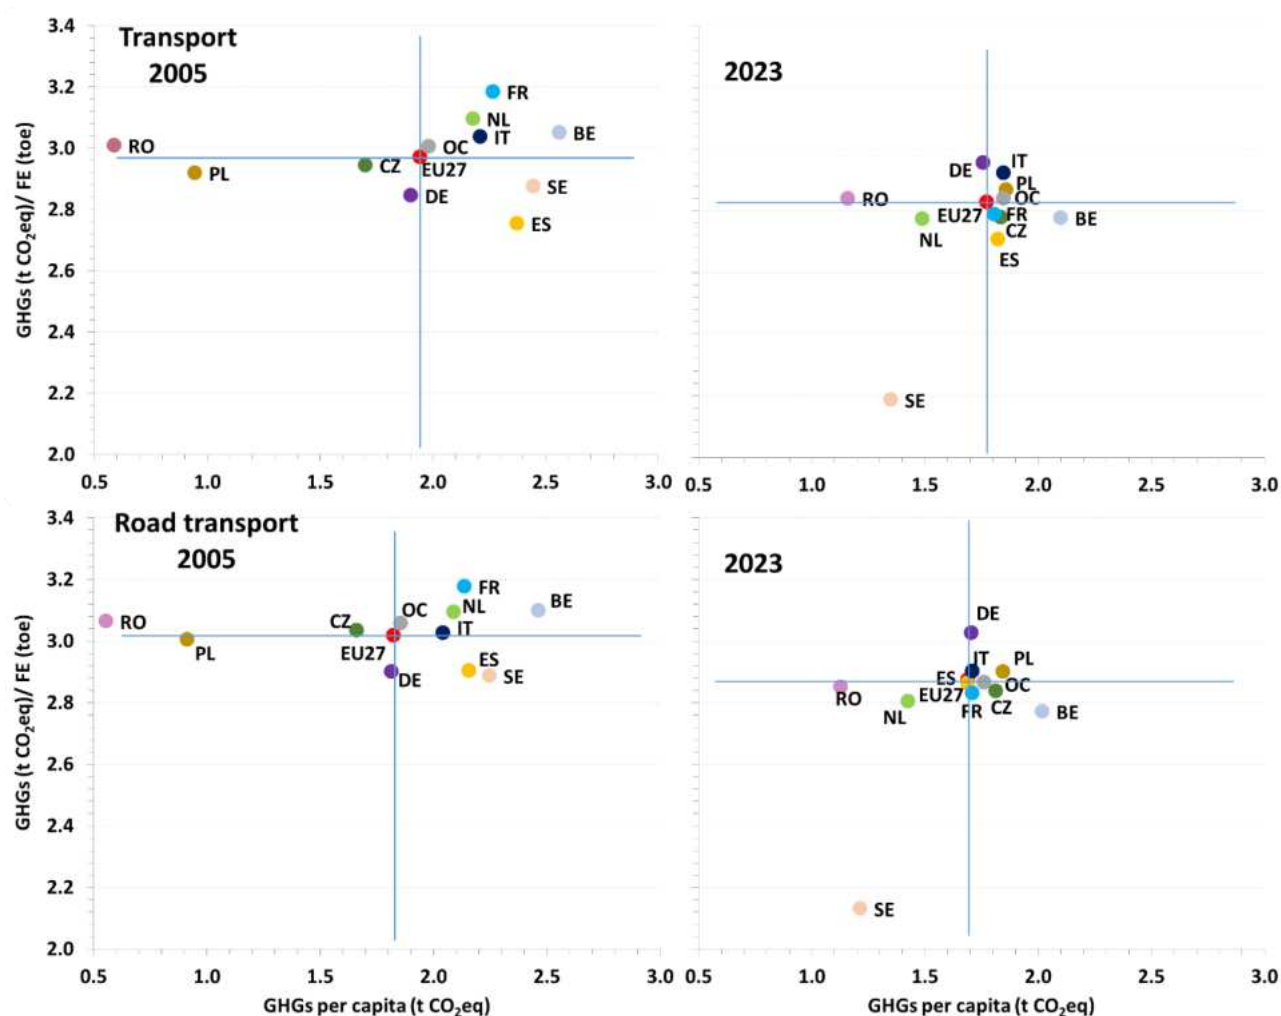 Transport
2005
GHGs (t CO₂eq)/ FE (toe)
3.4
3.2
3.0
2.8
2.6
2.4
2.2
2.0
FR
NL
IT
BE
RO
OC
CZ
EU27
PL
SE
DE
ES
0.5
1.0
1.5
2.0
2.5
3.0
2023
IT
DE
PL
RO
OC
EU27
FR
BE
NL
CZ
ES
SE
0.5
1.0
1.5
2.0
2.5
3.0
Road transport
2005
GHGs (t CO₂eq)/ FE (toe)
3.4
3.2
3.0
2.8
2.6
2.4
2.2
2.0
FR
BE
NL
OC
RO
CZ
IT
PL
EU27
ES
SE
DE
0.5
1.0
1.5
2.0
2.5
3.0
GHGs per capita (t CO₂eq)
2023
DE
IT
PL
ES
OC
RO
EU27
CZ
NL
FR
BE
SE
0.5
1.0
1.5
2.0
2.5
3.0
GHGs per capita (t CO₂eq)